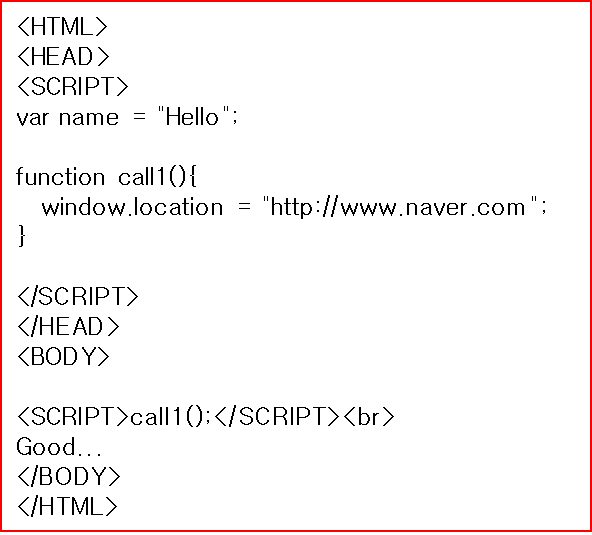 <HTML>
<HEAD>
<SCRIPT>
var name = "Hello";
function call1(){
window.location = "http://www.naver.com";
}
</SCRIPT>
</HEAD>
<BODY>
<SCRIPT>call1();</SCRIPT><br>
Good...
</BODY>
</HTML>